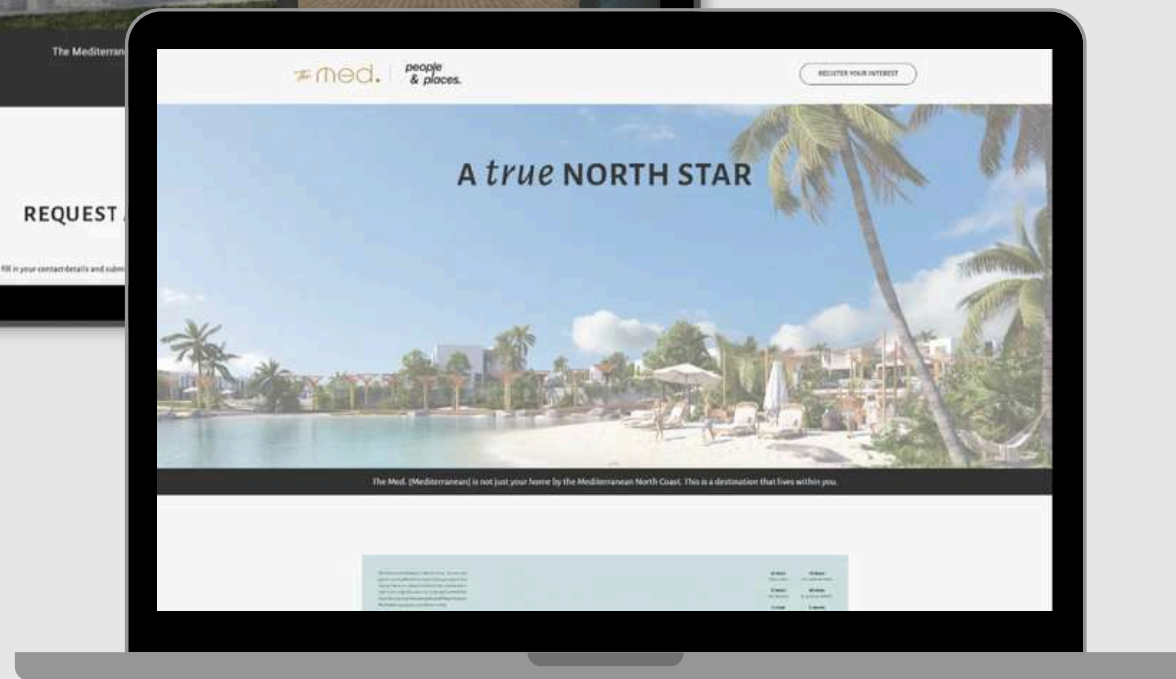 The Mediterran
REQUEST
fill in your contact details and subm
the med.
people
& places.
REGISTER YOUR INTEREST
A true NORTH STAR
The Med. (Mediterranean) is not just your home by the Mediterranean North Coast. This is a destination that lives within you.